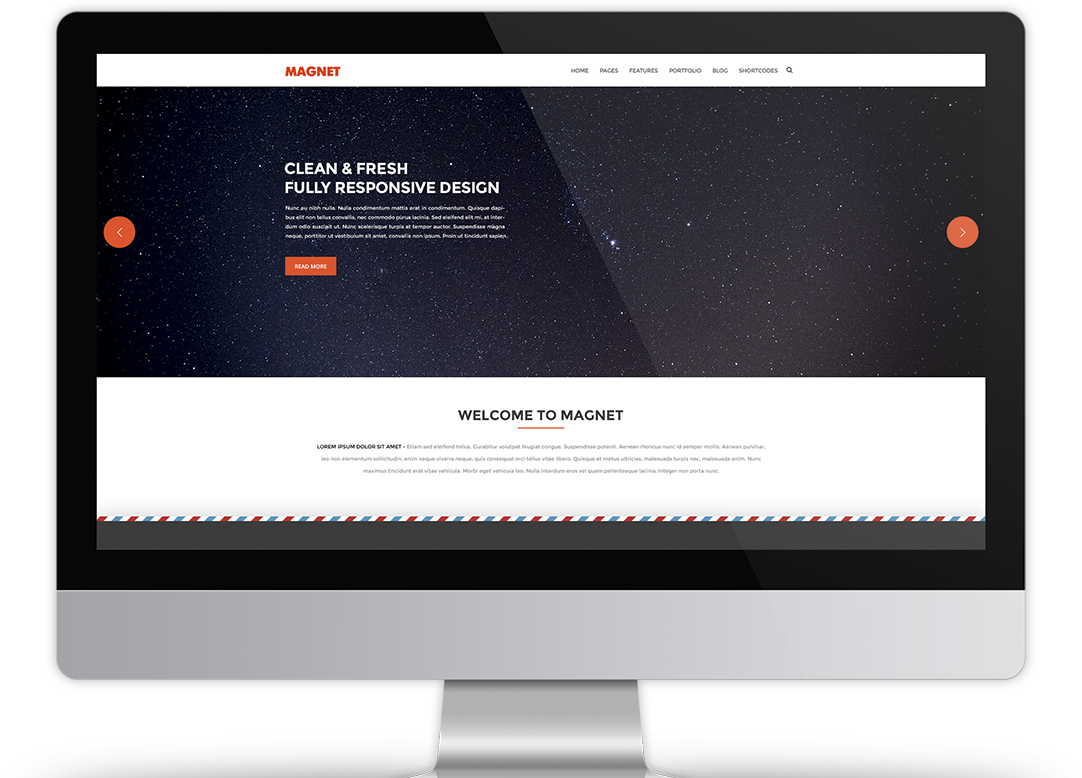 MAGNET
HOME PAGES FEATURES PORTFOLIO BLOG SHORTCODES
CLEAN & FRESH
FULLY RESPONSIVE DESIGN
Nunc eu nibh nulla. Nulla condimentum mattis erat in condimentum. Quisque dapi-
bus elit non tellus convallis, nec commodo purus lacinia. Sed eleifend elit mi, at inter-
dum odio suscipit ut. Nunc scelerisque turpis at tempor auctor. Suspendisse magna
neque, porttitor ut vestibulum sit amet, convallis non ipsum. Proin ut tincidunt sapien.
READ MORE
WELCOME TO MAGNET
LOREM IPSUM DOLOR SIT AMET - Etiam sed eleifend tellus. Curabitur volutpat feugiat congue. Suspendisse potenti. Aenean rhoncus nunc id semper mollis. Aenean pulvinar,
leo non elementum sollicitudin, enim neque viverra neque, quis consequat orci tellus vitae libero. Quisque et metus ultricies, malesuada turpis nec, malesuada enim. Nunc
maximus tincidunt erat vitae vehicula. Morbi eget vehicula leo. Nulla interdum eros vel quam pellentesque lacinia. Integer non porta nunc.